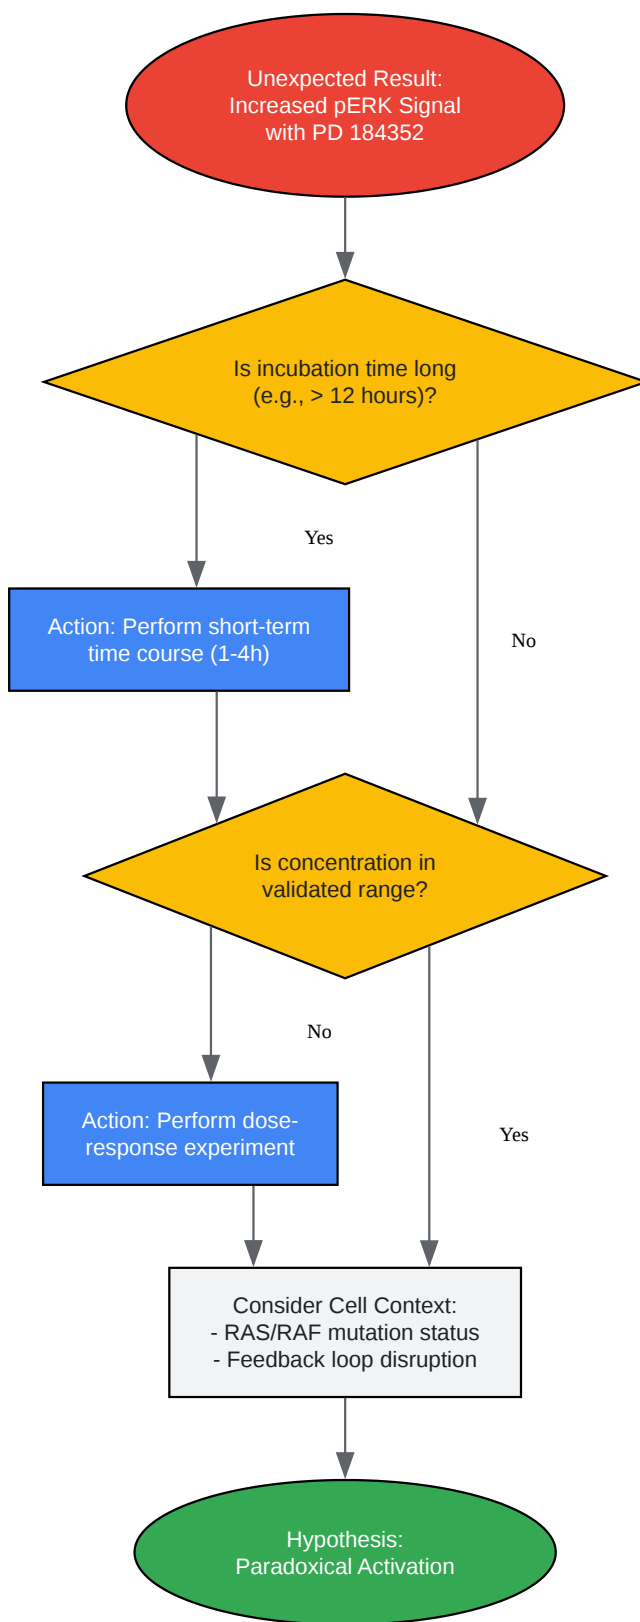 Unexpected Result:
Increased pERK Signal
with PD 184352
Is incubation time long
(e.g., > 12 hours)?
Yes
Action: Perform short-term
time course (1-4h)
No
Is concentration in
validated range?
No
Action: Perform dose-
response experiment
Yes
Consider Cell Context:
- RAS/RAF mutation status
- Feedback loop disruption
Hypothesis:
Paradoxical Activation